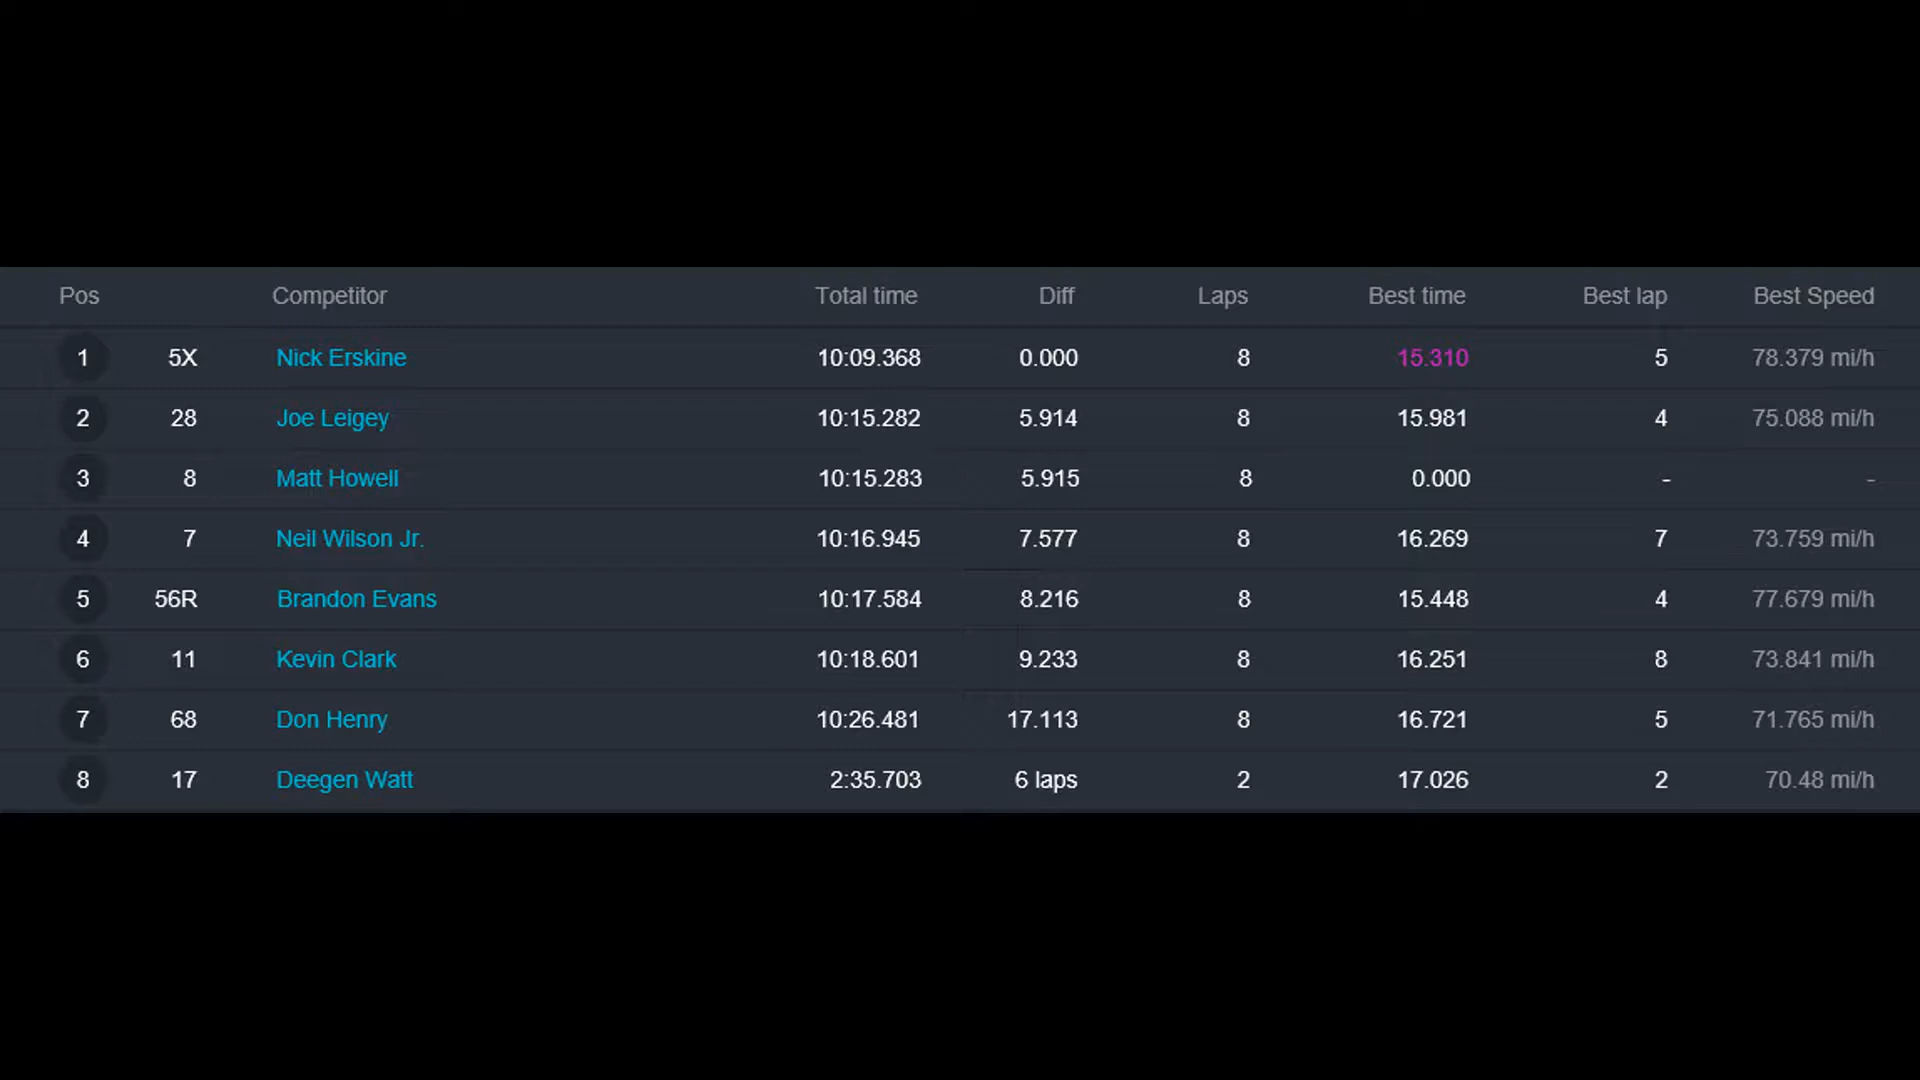 Pos Competitor Total time Diff Laps Best time Best lap Best Speed
1 5X Nick Erskine 10:09.368 0.000 8 15.310 5 78.379 mi/h
2 28 Joe Leigey 10:15.282 5.914 8 15.981 4 75.088 mi/h
3 8 Matt Howell 10:15.283 5.915 8 0.000 - -
4 7 Neil Wilson Jr. 10:16.945 7.577 8 16.269 7 73.759 mi/h
5 56R Brandon Evans 10:17.584 8.216 8 15.448 4 77.679 mi/h
6 11 Kevin Clark 10:18.601 9.233 8 16.251 8 73.841 mi/h
7 68 Don Henry 10:26.481 17.113 8 16.721 5 71.765 mi/h
8 17 Deegen Watt 2:35.703 6 laps 2 17.026 2 70.48 mi/h